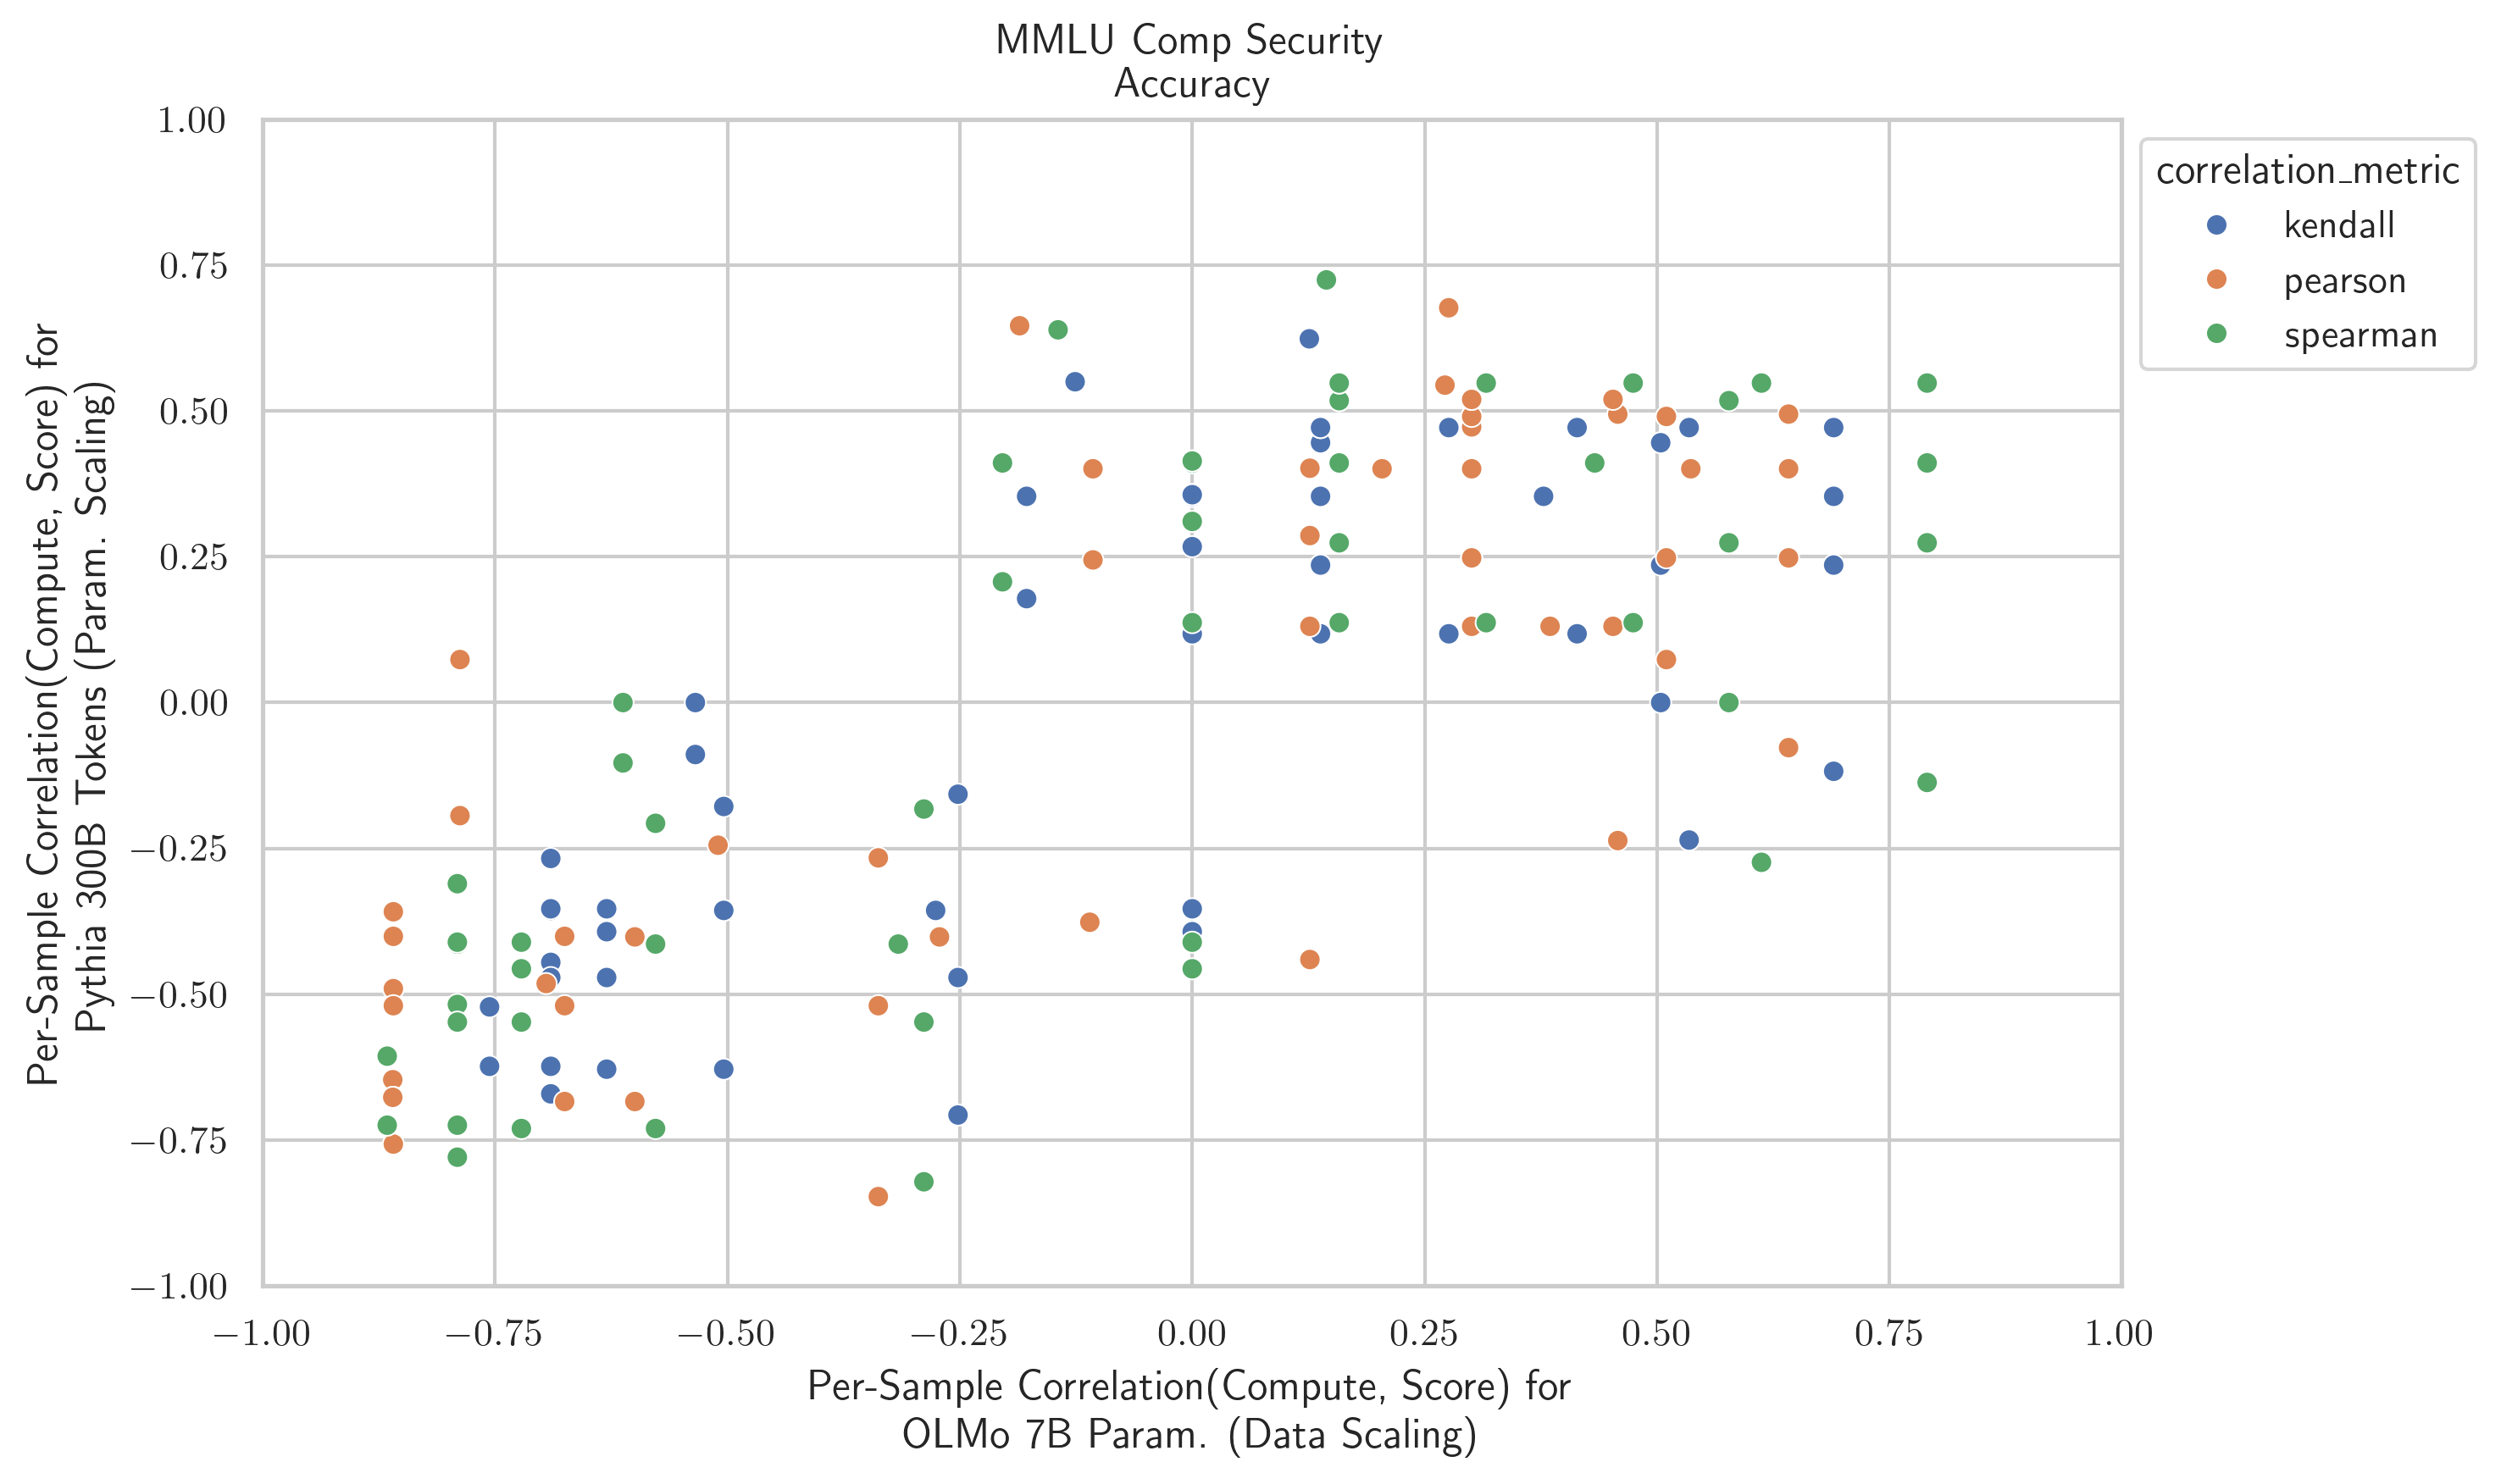 MMLU Comp Security
Accuracy
1.00
0.75
0.50
0.25
0.00
−0.25
−0.50
−0.75
−1.00
Per-Sample Correlation(Compute, Score) for
Pythia 300B Tokens (Param. Scaling)
−1.00 −0.75 −0.50 −0.25 0.00 0.25 0.50 0.75 1.00
Per-Sample Correlation(Compute, Score) for
OLMo 7B Param. (Data Scaling)
correlation_metric
kendall
pearson
spearman